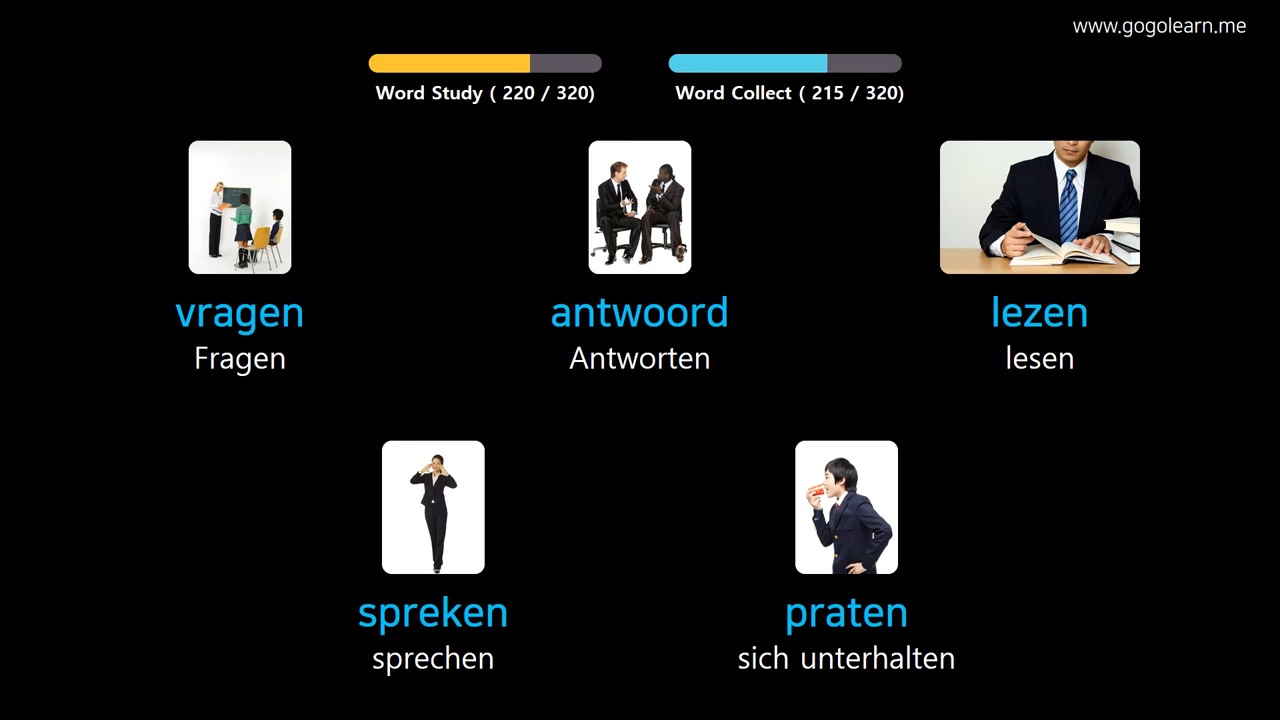 www.gogolearn.me
Word Study ( 220 / 320)
Word Collect ( 215 / 320)
vragen
Fragen
antwoord
Antworten
lezen
lesen
spreken
sprechen
praten
sich unterhalten